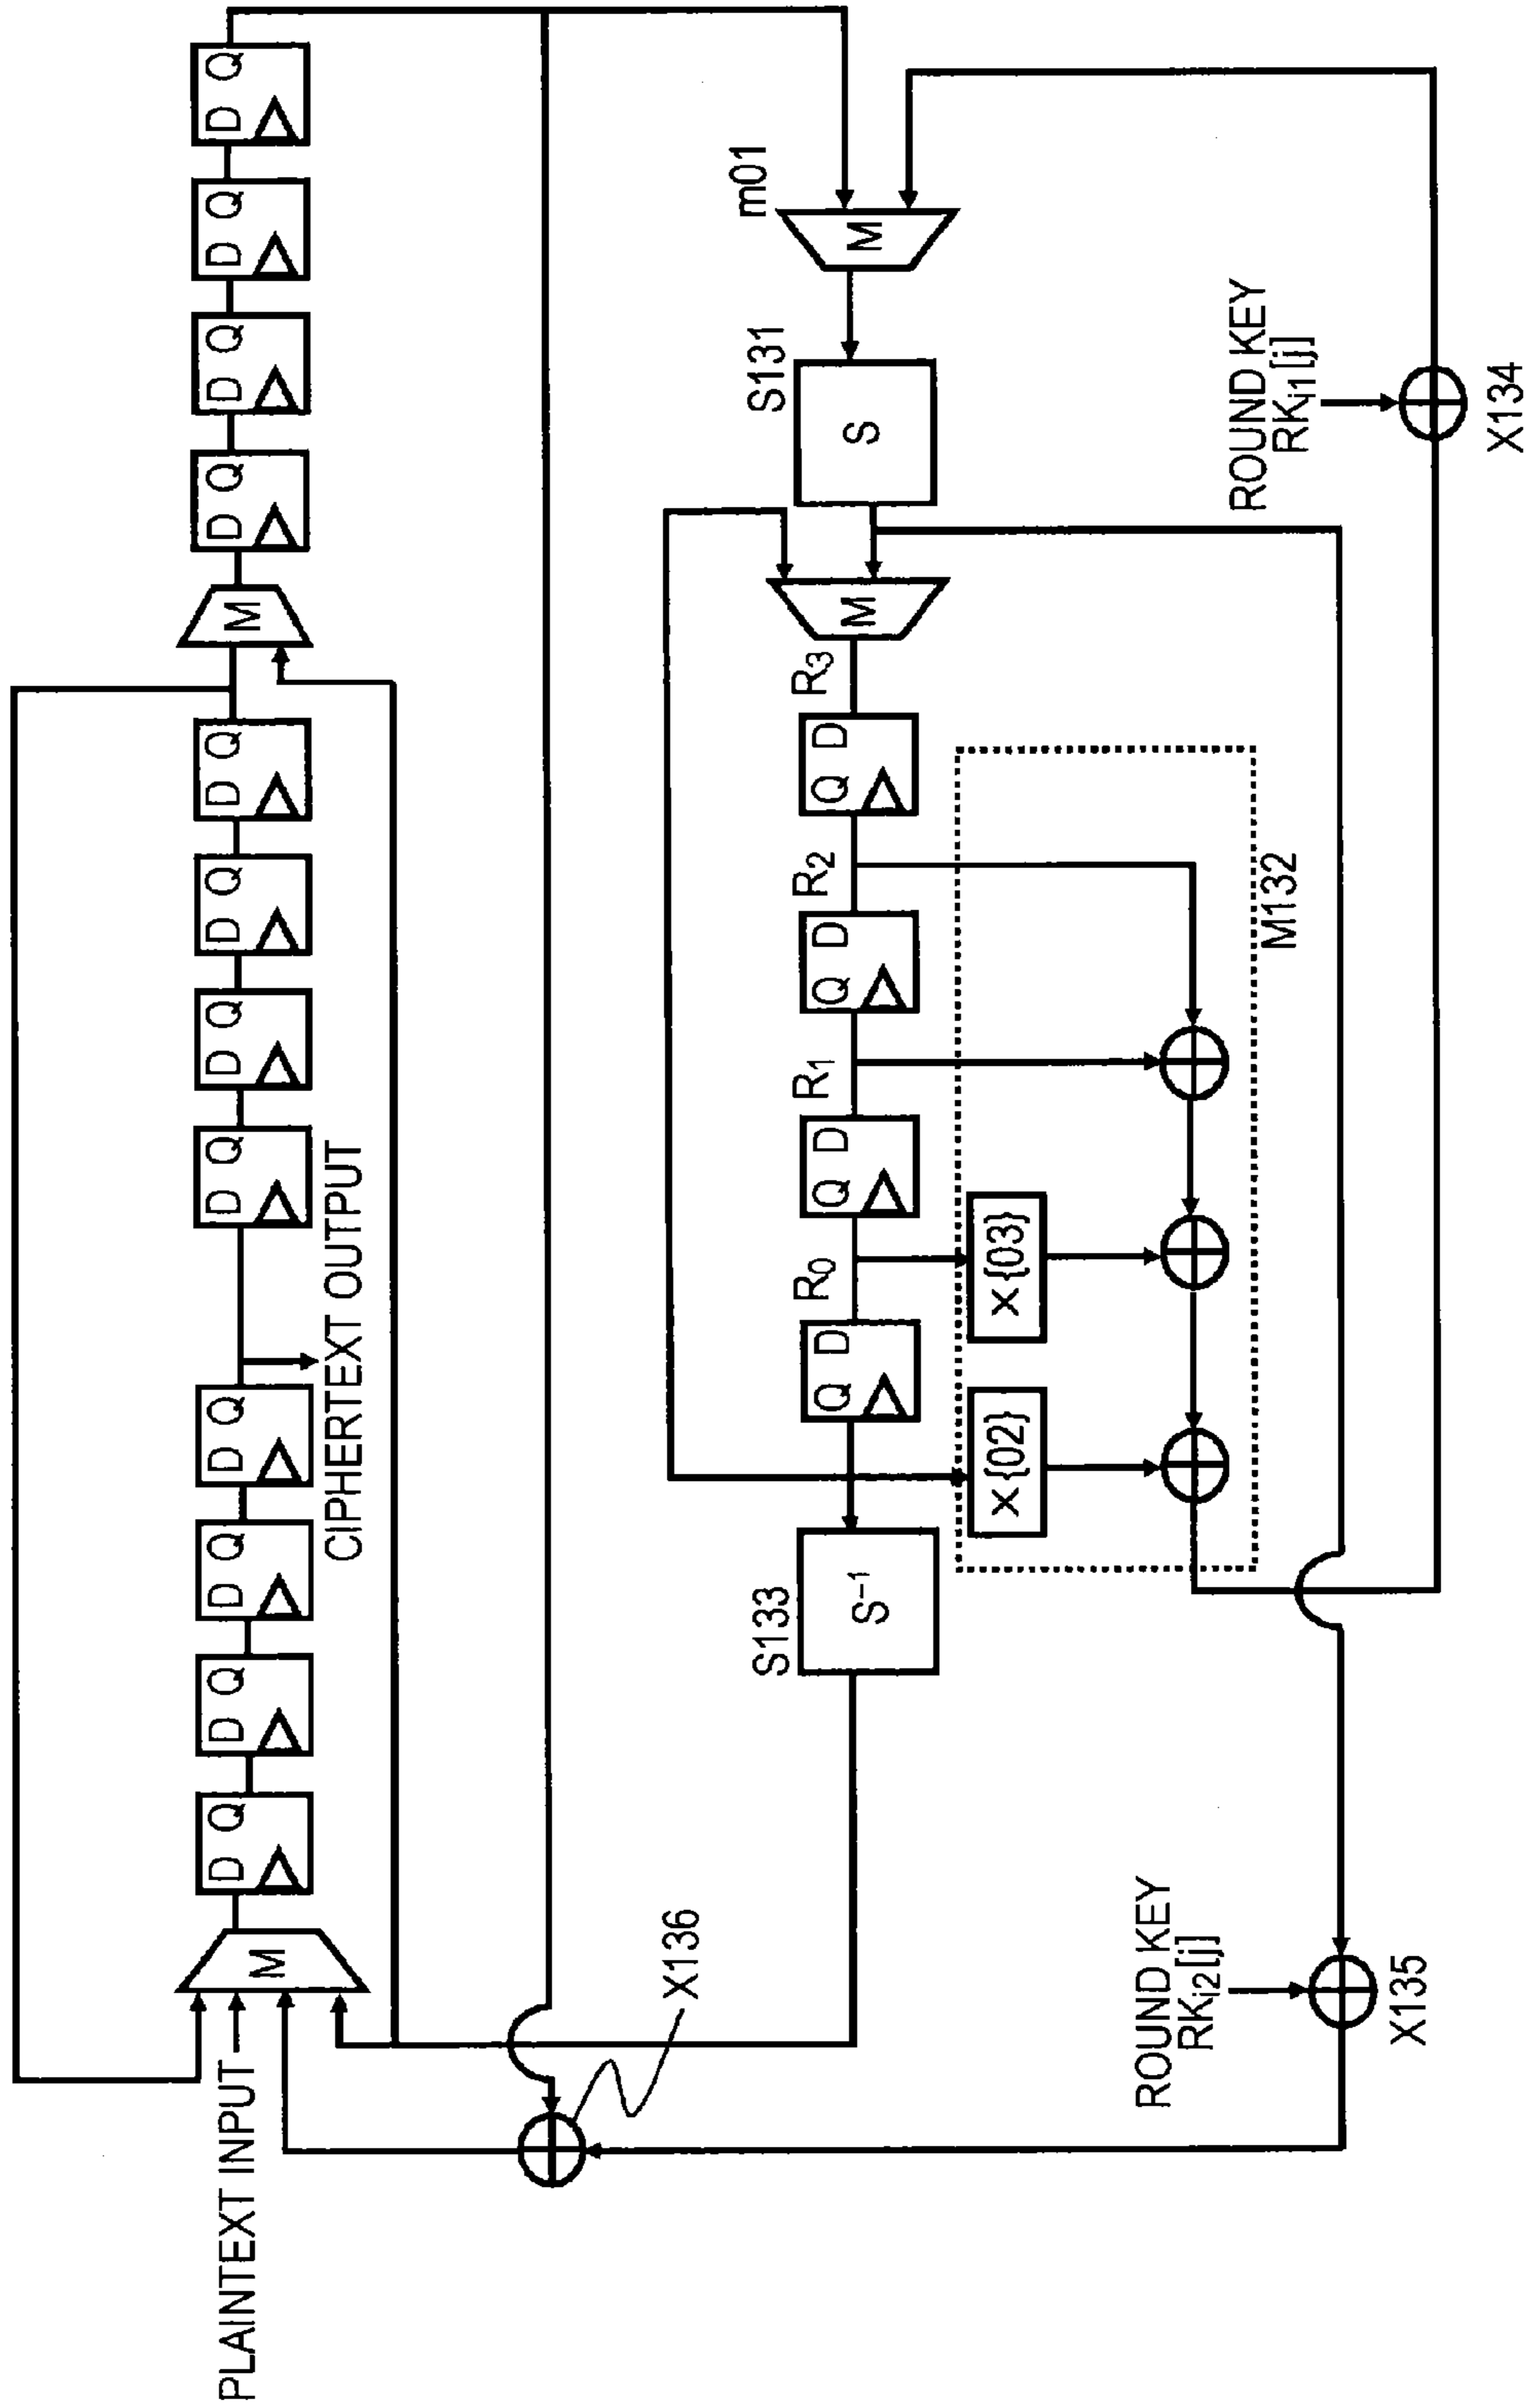 PLAINTEXT INPUT
M
D Q
D Q
D Q
D Q
CIPHERTEXT OUTPUT
D Q
D Q
D Q
D Q
M
D Q
D Q
D Q
D Q
X136
S133
S⁻¹
Q D
R₀
Q D
R₁
Q D
R₂
Q D
R₃
M
S131
S
m01
M
x{02}
x{03}
M132
ROUND KEY
RKi2[j]
X135
ROUND KEY
RKi1[j]
X134